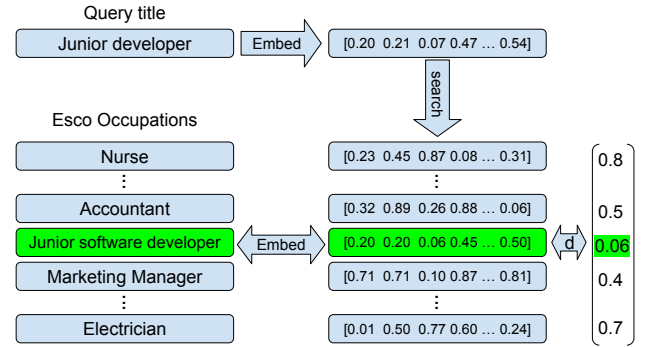 Query title
Junior developer Embed [0.20 0.21 0.07 0.47 … 0.54]
search
Esco Occupations
Nurse [0.23 0.45 0.87 0.08 … 0.31] 0.8
Accountant [0.32 0.89 0.26 0.88 … 0.06] 0.5
Junior software developer Embed [0.20 0.20 0.06 0.45 … 0.50] d 0.06
Marketing Manager [0.71 0.71 0.10 0.87 … 0.81] 0.4
Electrician [0.01 0.50 0.77 0.60 … 0.24] 0.7